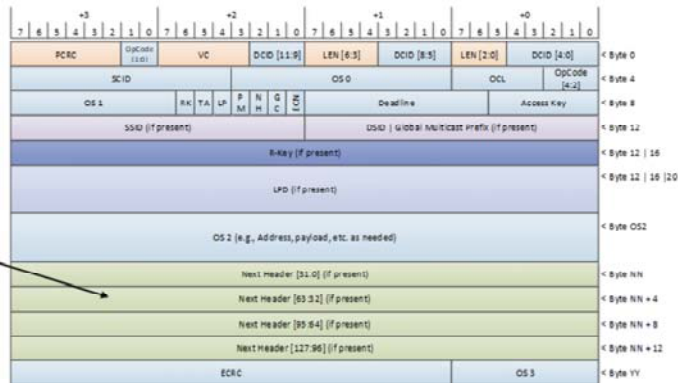 +3 +2 +1 +0
7 6 5 4 3 2 1 0 7 6 5 4 3 2 1 0 7 6 5 4 3 2 1 0 7 6 5 4 3 2 1 0
PCRC OpCode [1:0] VC DCID [11:9] LEN [6:3] DCID [8:5] LEN [2:0] DCID [4:0] < Byte 0
SCID OS 0 OCL OpCode [4:2] < Byte 4
OS 1 RK TA LP PM NH GC ECN Deadline Access Key < Byte 8
SSID (if present) DSID | Global Multicast Prefix (if present) < Byte 12
R-Key (if present) < Byte 12 | 16
LPD (if present) < Byte 12 | 16 |20
OS 2 (e.g., Address, payload, etc. as needed) < Byte OS2
Next Header [31:0] (if present) < Byte NN
Next Header [63:32] (if present) < Byte NN + 4
Next Header [95:64] (if present) < Byte NN + 8
Next Header [127:96] (if present) < Byte NN + 12
ECRC OS 3 < Byte YY